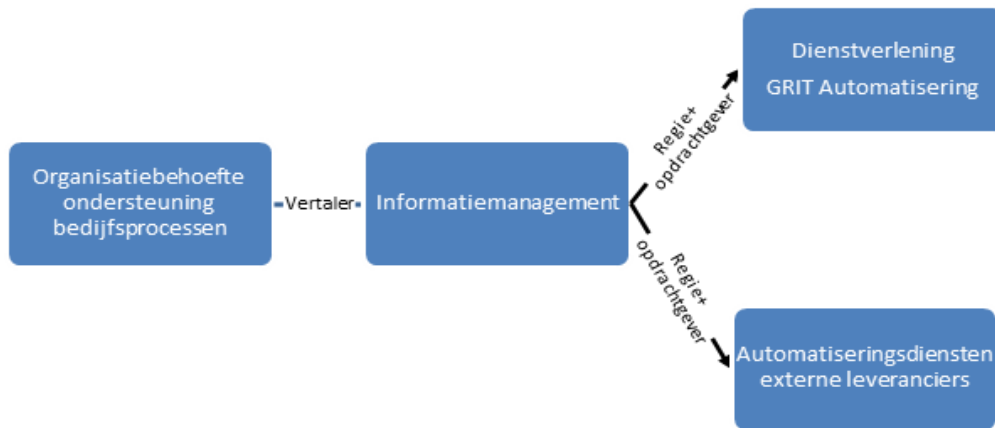 Organisatiebehoefte
ondersteuning
bedijfsprocessen
Vertaler
Informatiemanagement
Regie+
opdrachtgever
Dienstverlening
GRIT Automatisering
Regie+
opdrachtgever
Automatiseringsdiensten
externe leveranciers